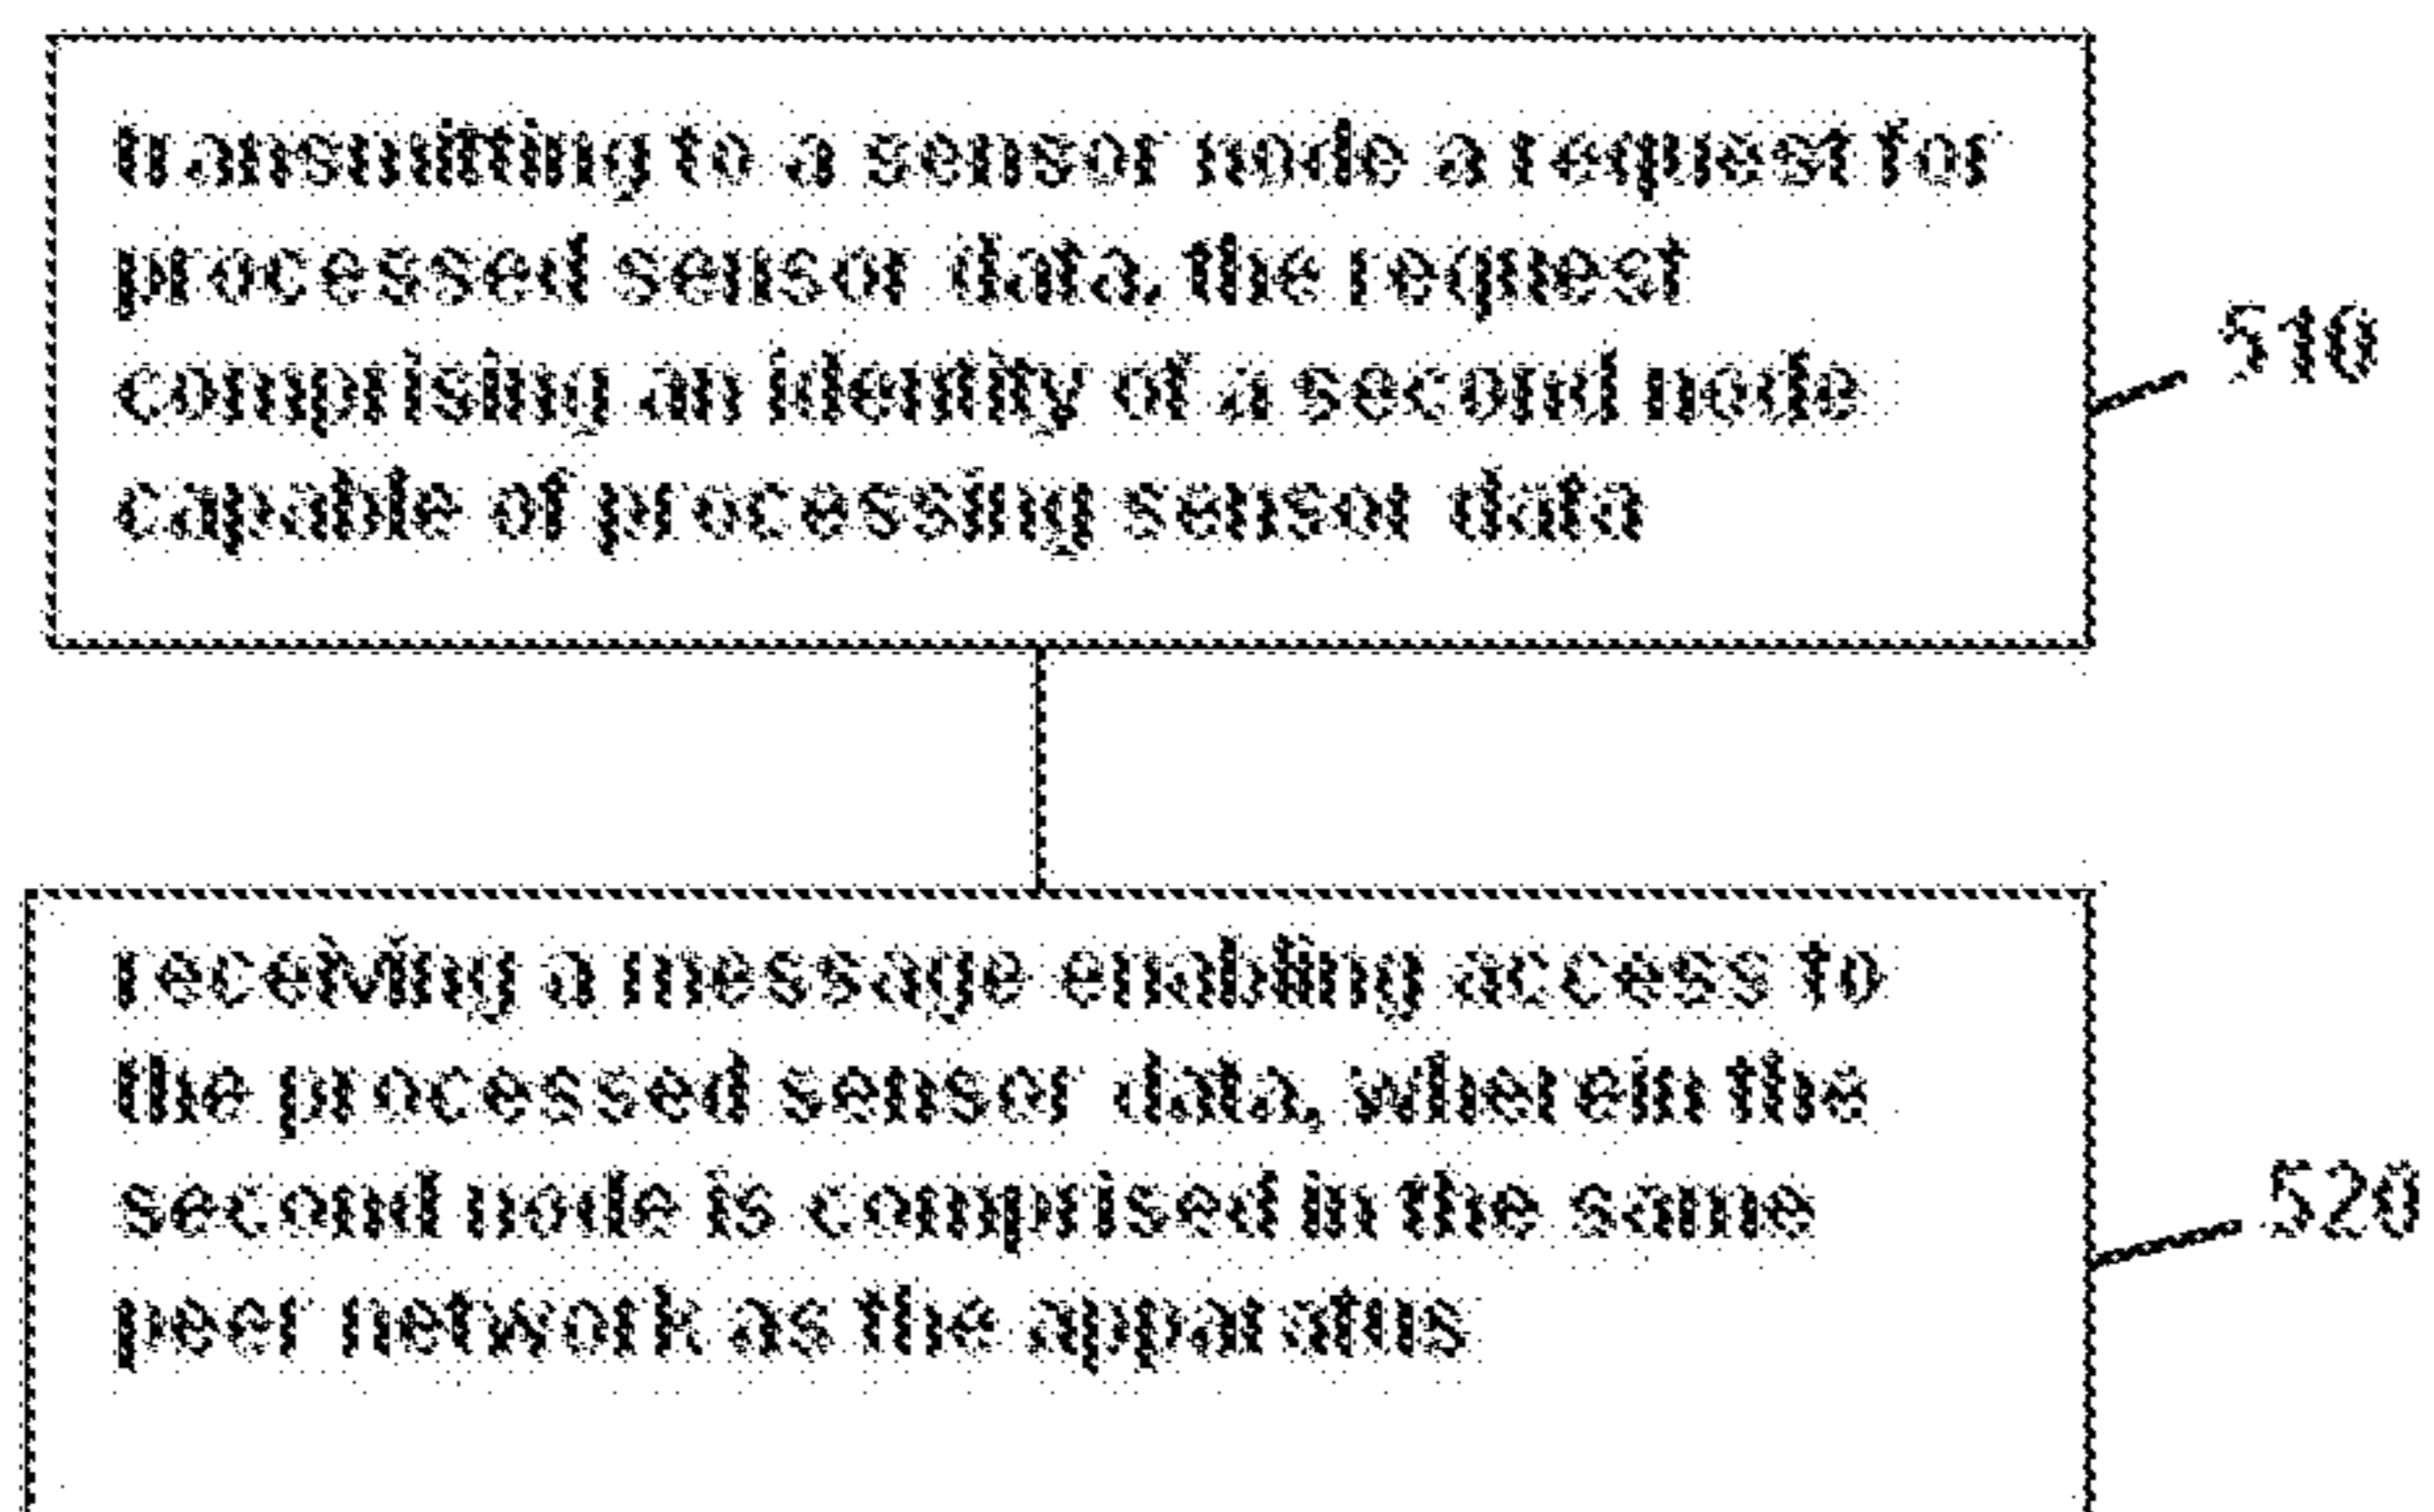 transmitting to a sensor node a request for
processed sensor data, the request
comprising an identity of a second node
capable of processing sensor data
510
receiving a message enabling access to
the processed sensor data, wherein the
second node is comprised in the same
peer network as the apparatus
520